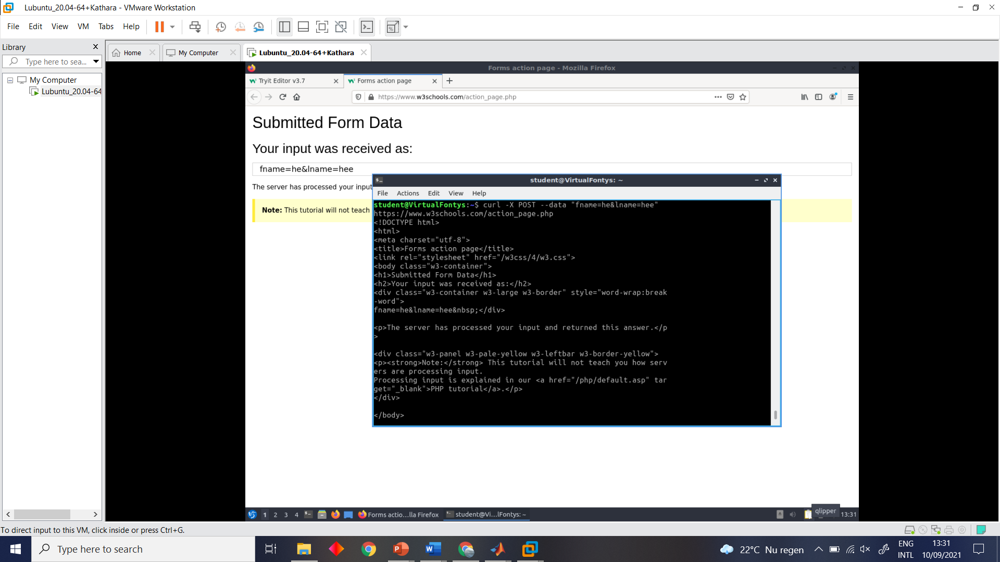 Lubuntu_20.04-64+Kathara - VMware Workstation
File Edit View VM Tabs Help
Library
Type here to sea...
My Computer
Lubuntu_20.04-64
Home My Computer Lubuntu_20.04-64+Kathara
Forms action page - Mozilla Firefox
Tryit Editor v3.7 Forms action page
https://www.w3schools.com/action_page.php
Submitted Form Data
Your input was received as:
fname=he&lname=hee
The server has processed your input
Note: This tutorial will not teach
student@VirtualFontys: ~
File Actions Edit View Help
student@VirtualFontys:~$ curl -X POST --data "fname=he&lname=hee"
https://www.w3schools.com/action_page.php
<!DOCTYPE html>
<html>
<meta charset="utf-8">
<title>Forms action page</title>
<link rel="stylesheet" href="/w3css/4/w3.css">
<body class="w3-container">
<h1>Submitted Form Data</h1>
<h2>Your input was received as:</h2>
<div class="w3-container w3-large w3-border" style="word-wrap:break
-word">
fname=he&lname=hee&nbsp;</div>
<p>The server has processed your input and returned this answer.</p
>
<div class="w3-panel w3-pale-yellow w3-leftbar w3-border-yellow">
<p><strong>Note:</strong> This tutorial will not teach you how serv
ers are processing input.
Processing input is explained in our <a href="/php/default.asp" tar
get="_blank">PHP tutorial</a>.</p>
</div>
</body>
1 2 3 4 Forms actio...lla Firefox student@Vi...lFontys: ~ qlipper 13:31
To direct input to this VM, click inside or press Ctrl+G.
Type here to search
22°C Nu regen
ENG
INTL
13:31
10/09/2021